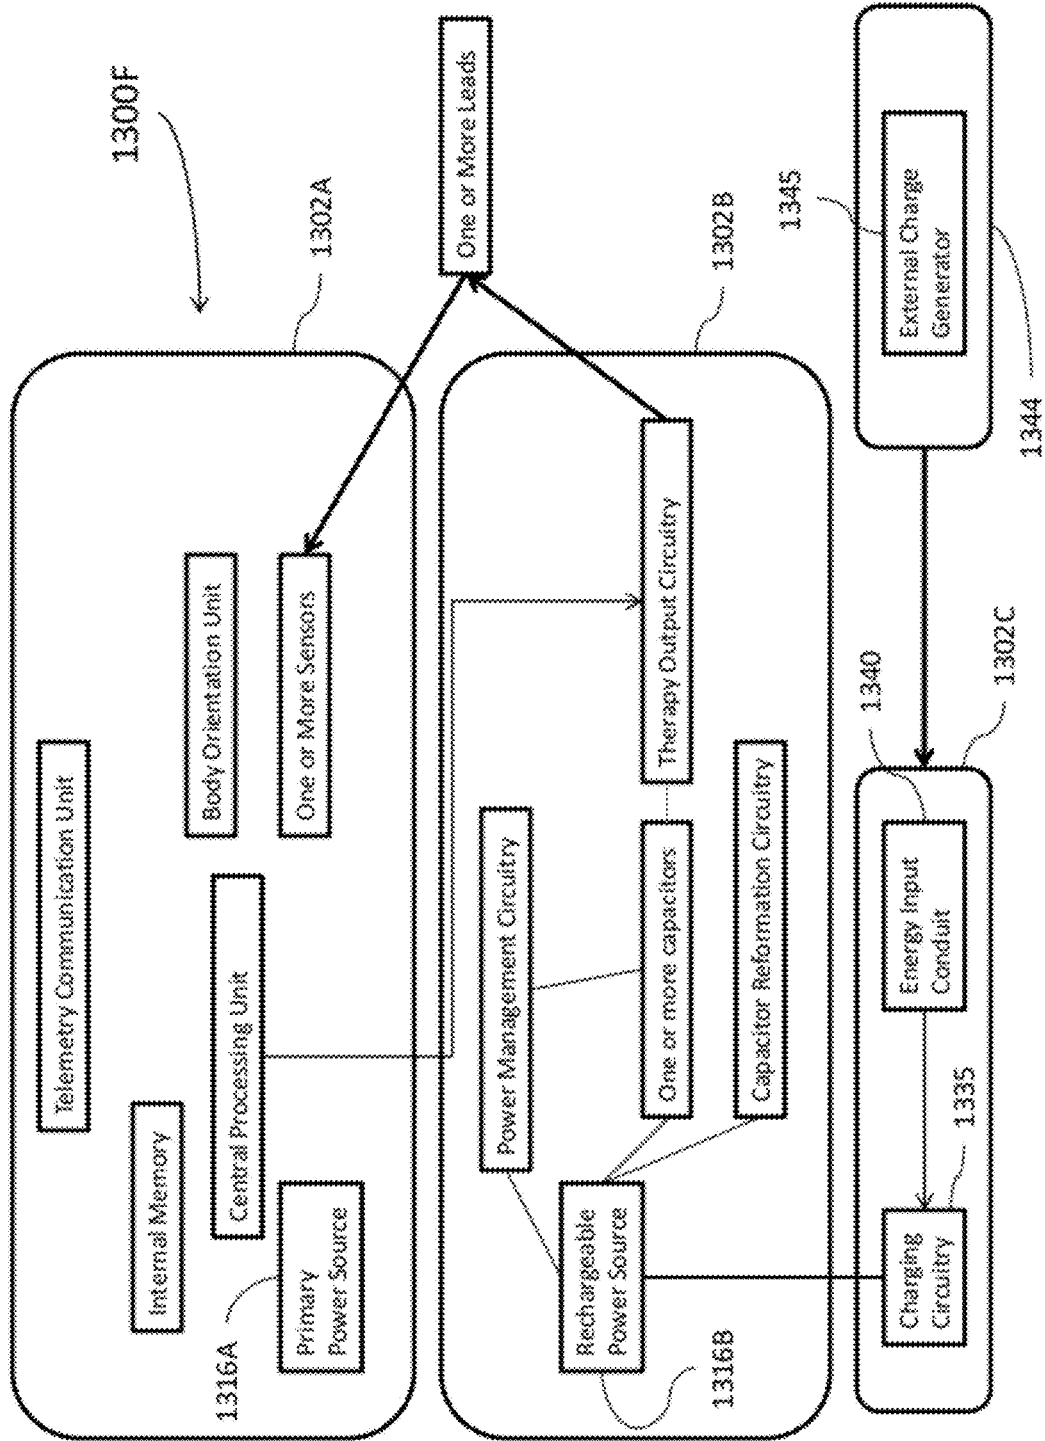 1300F
1302A
Telemetry Communication Unit
Internal Memory
Body Orientation Unit
Central Processing Unit
One or More Sensors
Primary
Power Source
1316A
One or More Leads
1302B
Power Management Circuitry
Rechargeable
Power Source
One or more capacitors
Therapy Output Circuitry
Capacitor Reformation Circuitry
1316B
1340
1302C
Charging
Circuitry
Energy Input
Conduit
1335
1345
External Charge
Generator
1344